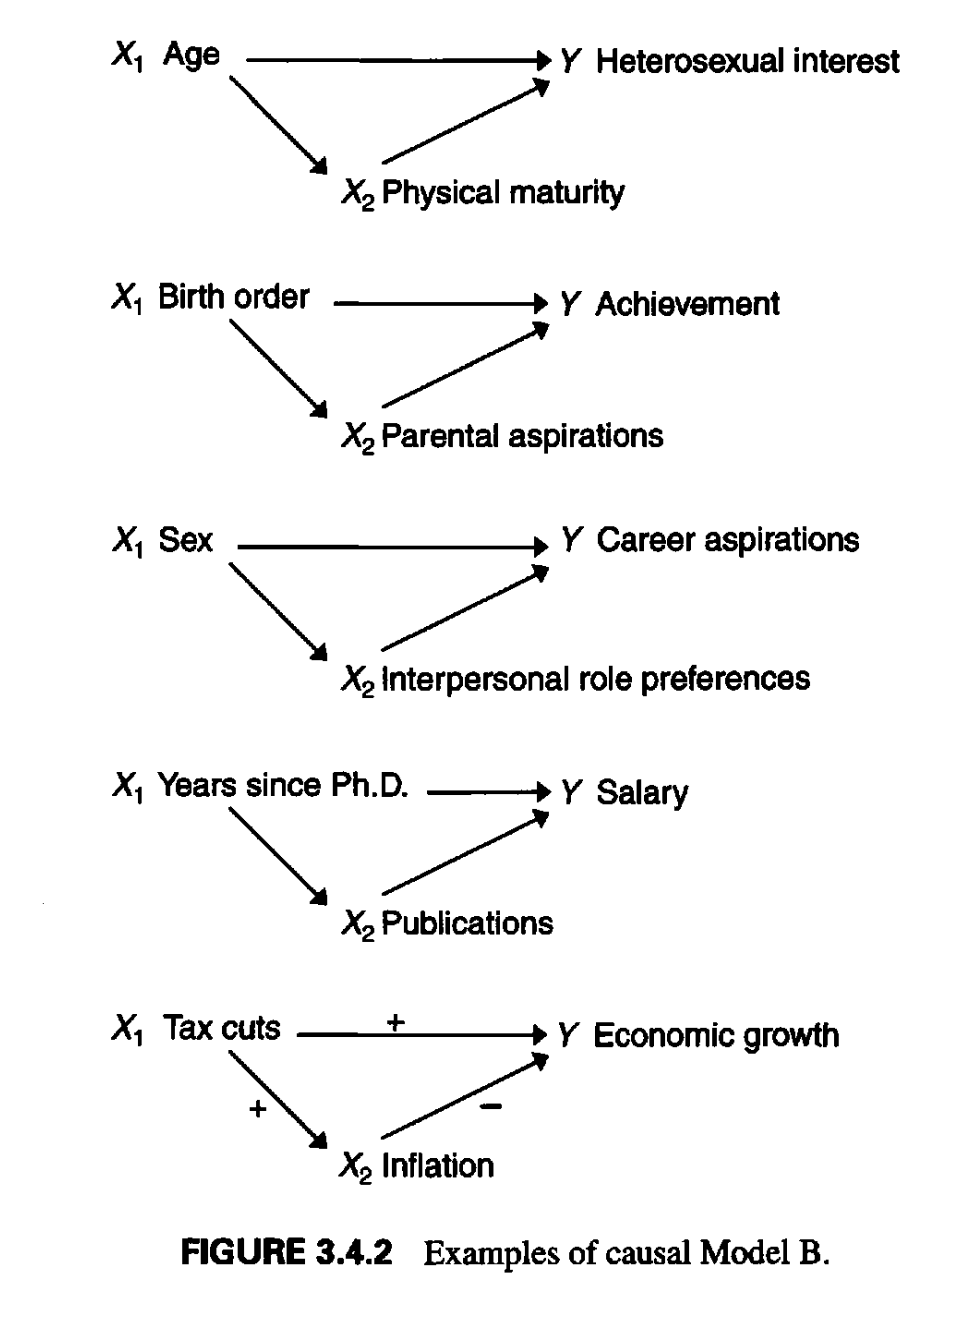 X1 Age Y Heterosexual interest
X2 Physical maturity
X1 Birth order Y Achievement
X2 Parental aspirations
X1 Sex Y Career aspirations
X2 Interpersonal role preferences
X1 Years since Ph.D. Y Salary
X2 Publications
X1 Tax cuts + Y Economic growth
+ −
X2 Inflation
FIGURE 3.4.2 Examples of causal Model B.